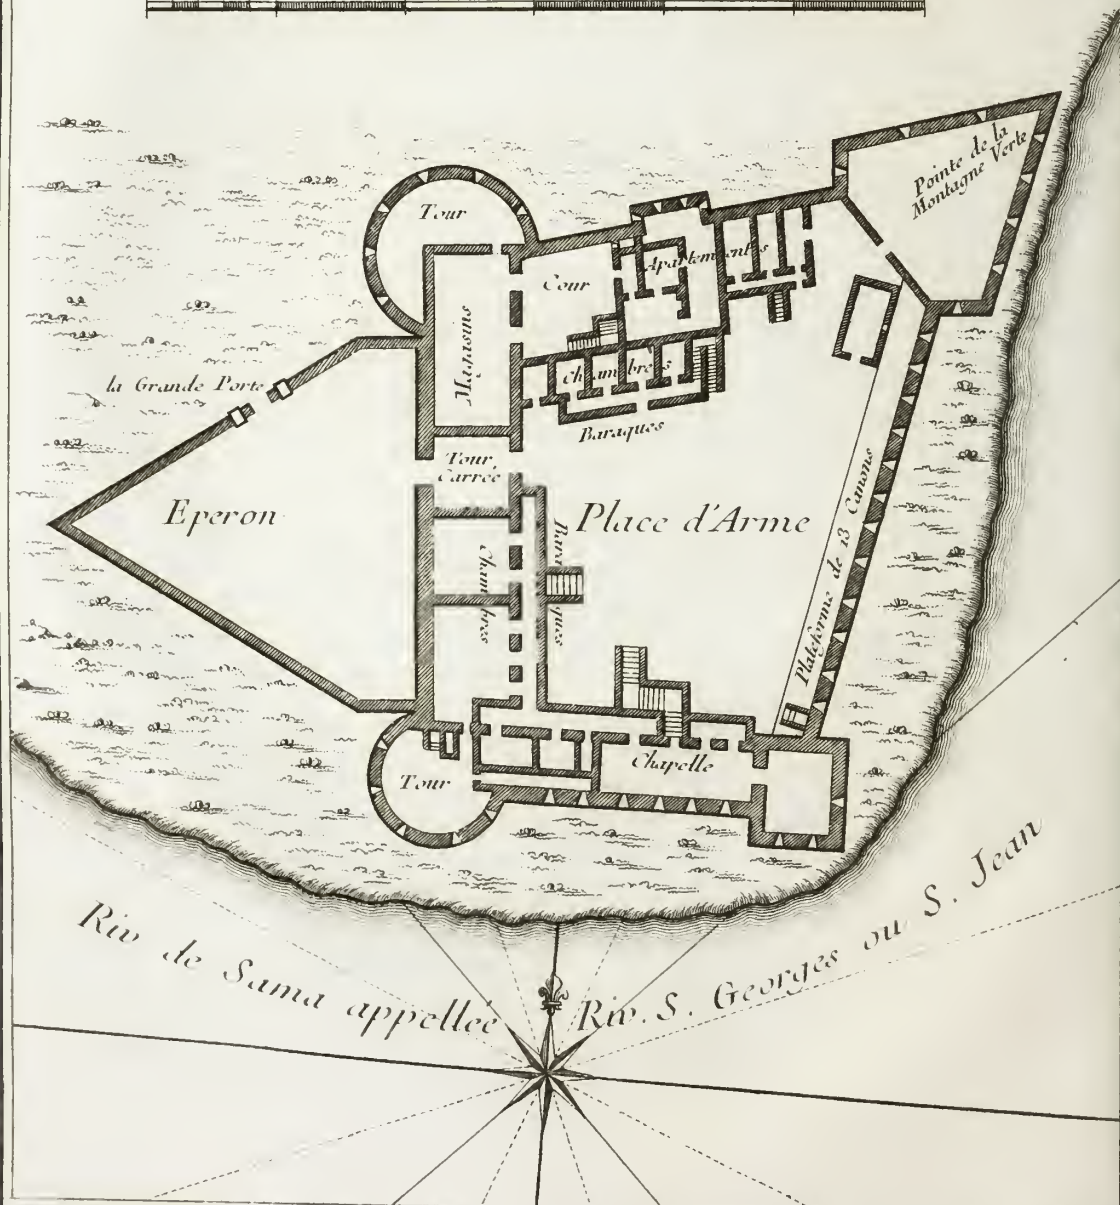 Pointe de la
Montagne Verte
Tour
Apartements
Cour
Magasins
la Grande Porte
Chambres
Baraques
Tour
Carrée
Eperon
Place d'Arme
Chambres
Baraques
Plateforme de 13 Canons
Chapelle
Tour
Riv de Sama appellée Riv. S. Georges ou S. Jean